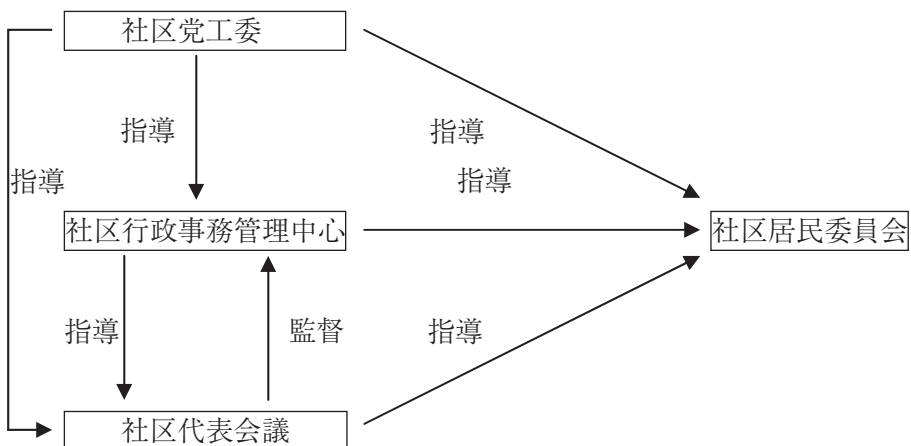 社区党工委
指導
指導
指導
指導
社区行政事務管理中心
社区居民委員会
指導
監督
指導
社区代表会議